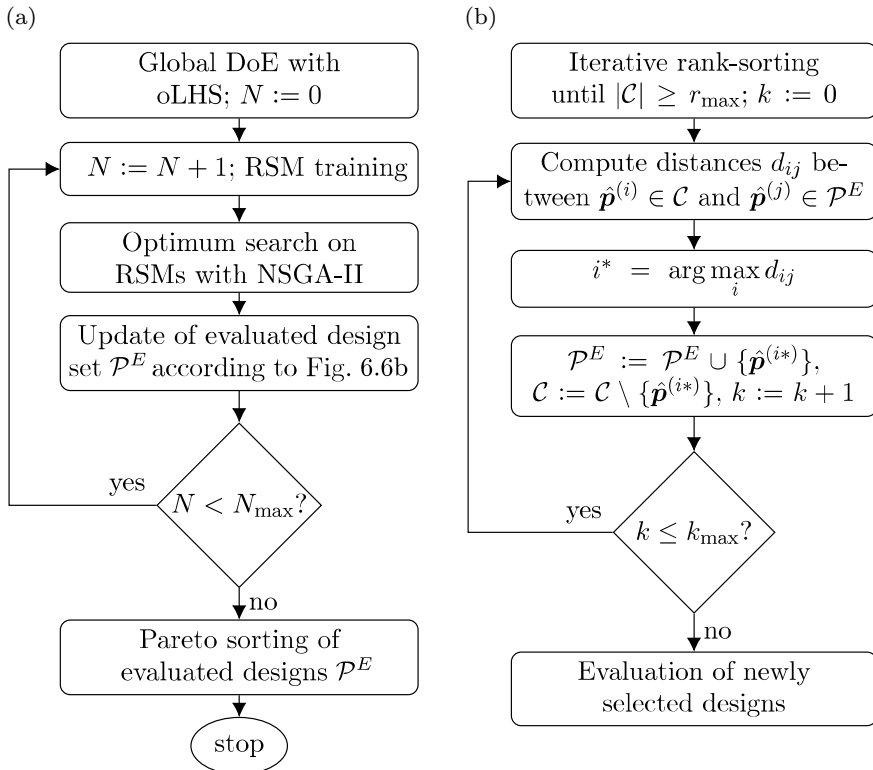 (a)
Global DoE with
oLHS; N := 0
N := N + 1; RSM training
Optimum search on
RSMs with NSGA-II
Update of evaluated design
set 𝒫^E according to Fig. 6.6b
yes
N < N_max?
no
Pareto sorting of
evaluated designs 𝒫^E
stop
(b)
Iterative rank-sorting
until |𝒞| ≥ r_max; k := 0
Compute distances d_ij be-
tween p̂^(i) ∈ 𝒞 and p̂^(j) ∈ 𝒫^E
i* = arg max d_ij
i
𝒫^E := 𝒫^E ∪ {p̂^(i*)},
𝒞 := 𝒞 \ {p̂^(i*)}, k := k + 1
yes
k ≤ k_max?
no
Evaluation of newly
selected designs